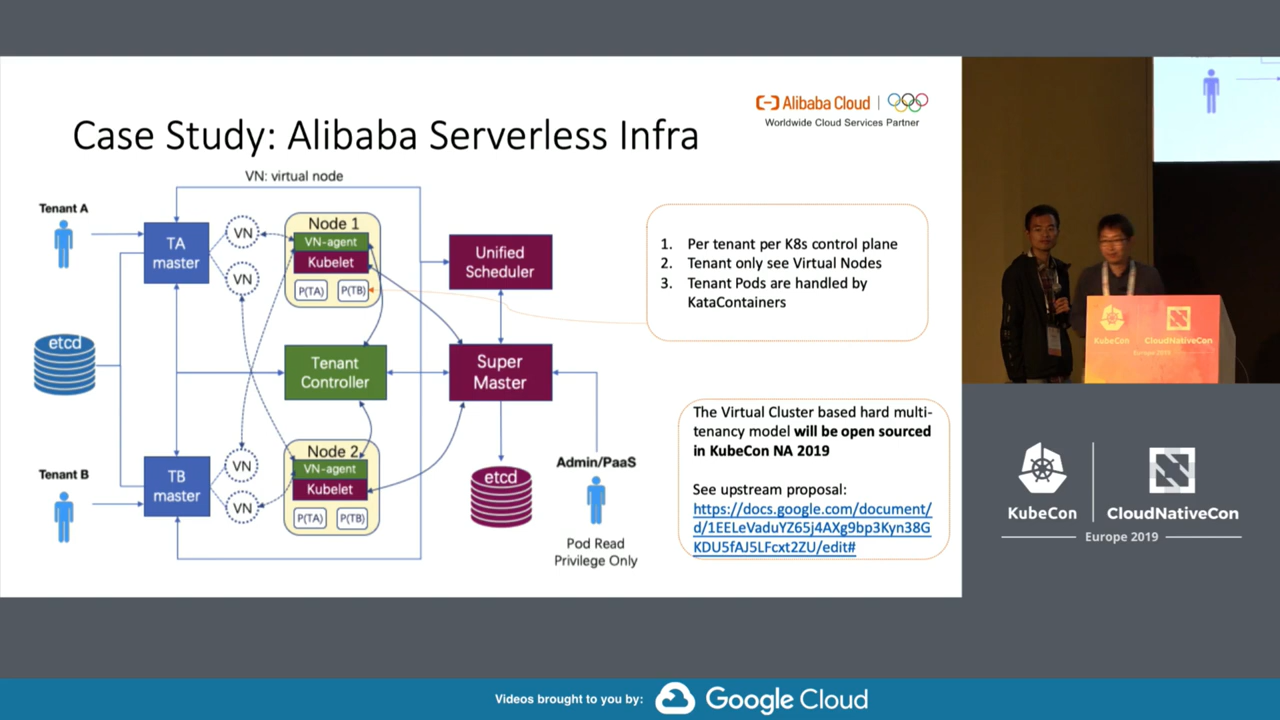 Alibaba Cloud
Worldwide Cloud Services Partner
Case Study: Alibaba Serverless Infra
VN: virtual node
Tenant A
TA
master
VN
VN
Node 1
VN-agent
Kubelet
P(TA)
P(TB)
Unified
Scheduler
1. Per tenant per K8s control plane
2. Tenant only see Virtual Nodes
3. Tenant Pods are handled by
KataContainers
etcd
Tenant
Controller
Super
Master
Tenant B
TB
master
VN
VN
Node 2
VN-agent
Kubelet
P(TA)
P(TB)
etcd
Admin/PaaS
Pod Read
Privilege Only
The Virtual Cluster based hard multi-
tenancy model will be open sourced
in KubeCon NA 2019
See upstream proposal:
https://docs.google.com/document/
d/1EELeVaduYZ65j4AXg9bp3Kyn38G
KDU5fAJ5LFcxt2ZU/edit#
KubeCon
CloudNativeCon
Europe 2019
KubeCon
CloudNativeCon
Europe 2019
Videos brought to you by:
Google Cloud